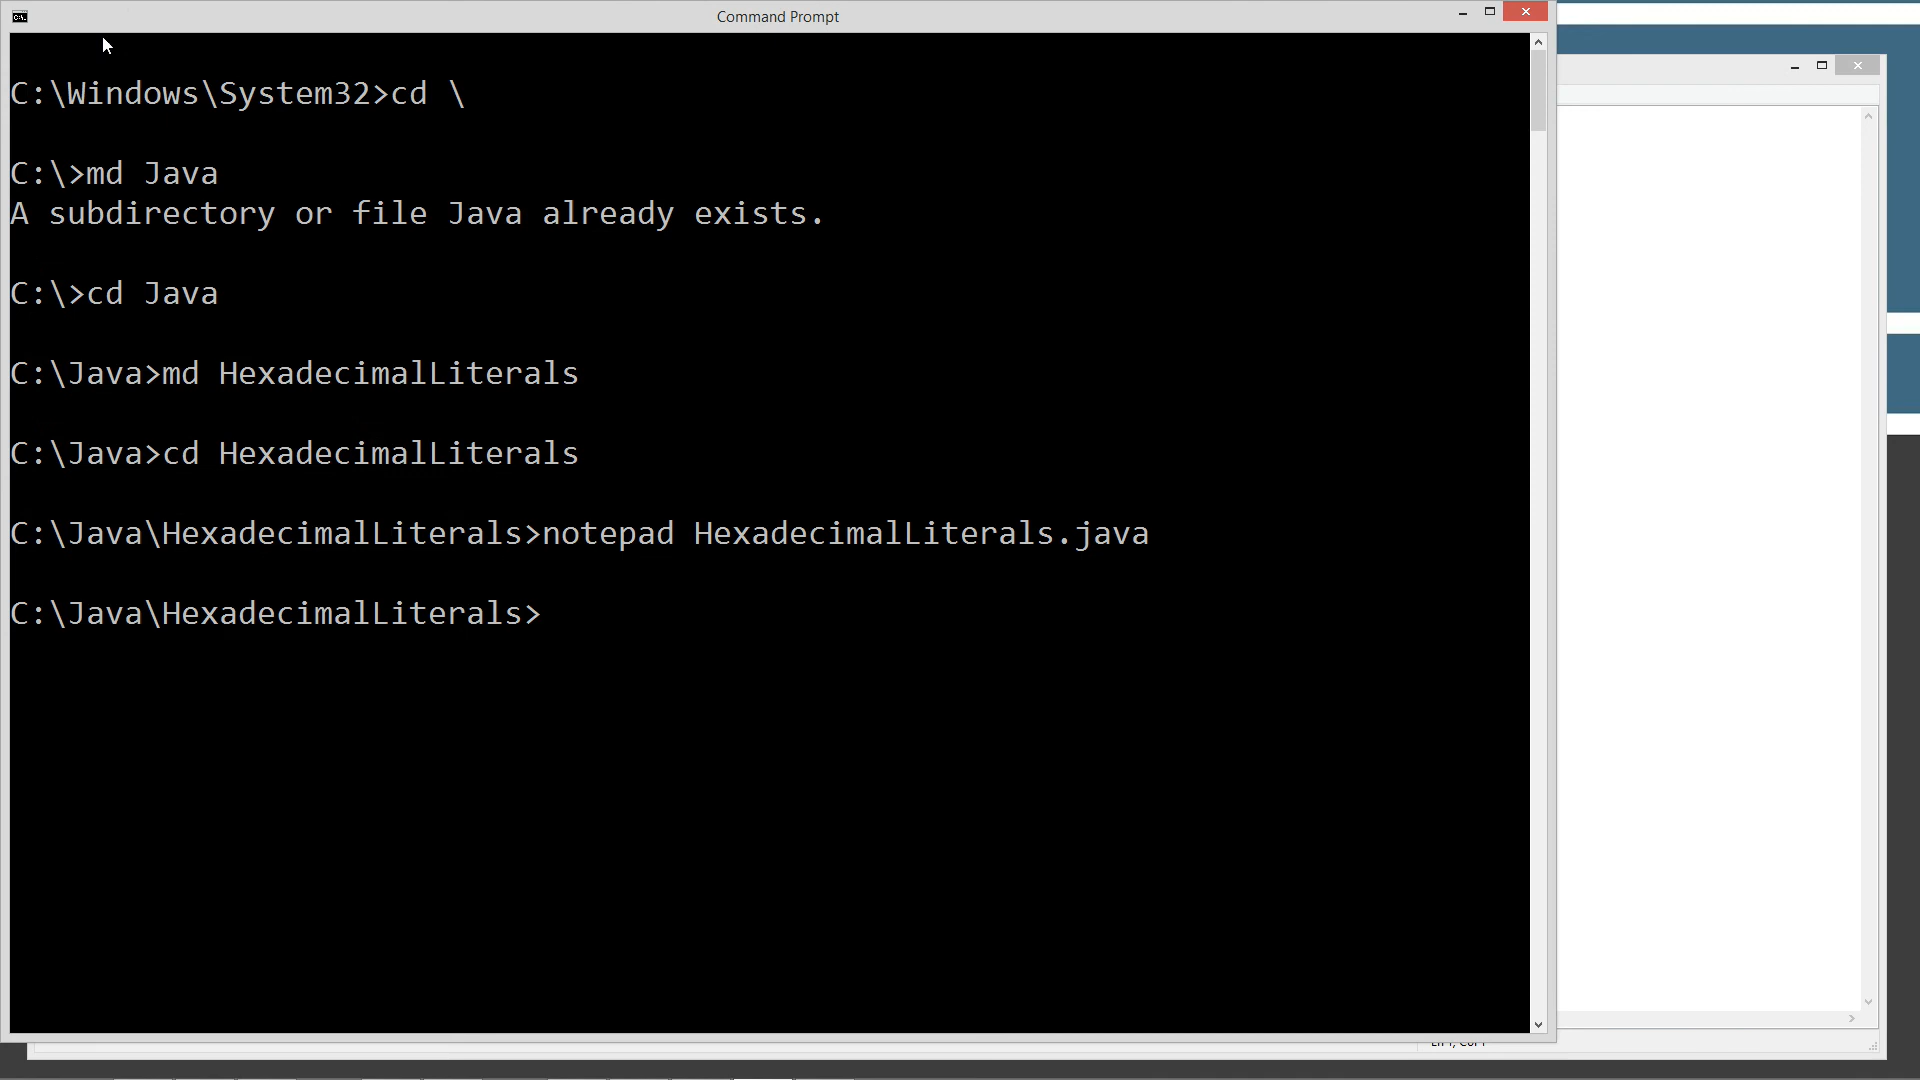 Command Prompt
C:\Windows\System32>cd \
C:\>md Java
A subdirectory or file Java already exists.
C:\>cd Java
C:\Java>md HexadecimalLiterals
C:\Java>cd HexadecimalLiterals
C:\Java\HexadecimalLiterals>notepad HexadecimalLiterals.java
C:\Java\HexadecimalLiterals>